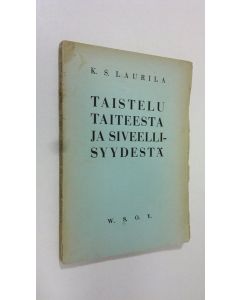 K. S. LAURILA
TAISTELU
TAITEESTA
JA SIVEELLI-
SYYDESTÄ
W. S. O. Y.